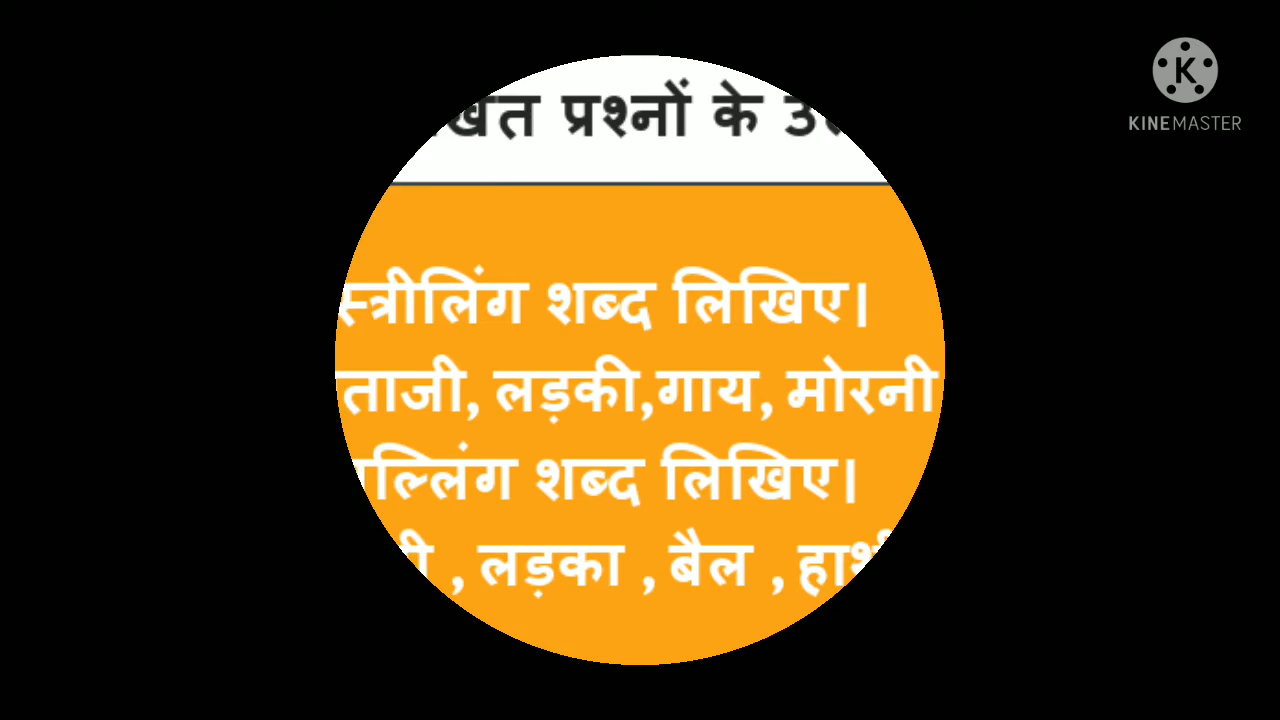 प्रश्नों के
स्त्रीलिंग शब्द लिखिए।
लड़की,गाय, मोरनी
शब्द लिखिए।
, लड़का , बैल ,
K
KINEMASTER